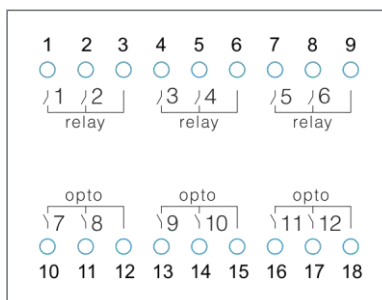 1 2 3 4 5 6 7 8 9
1 2 3 4 5 6
relay relay relay
opto opto opto
7 8 9 10 11 12
10 11 12 13 14 15 16 17 18